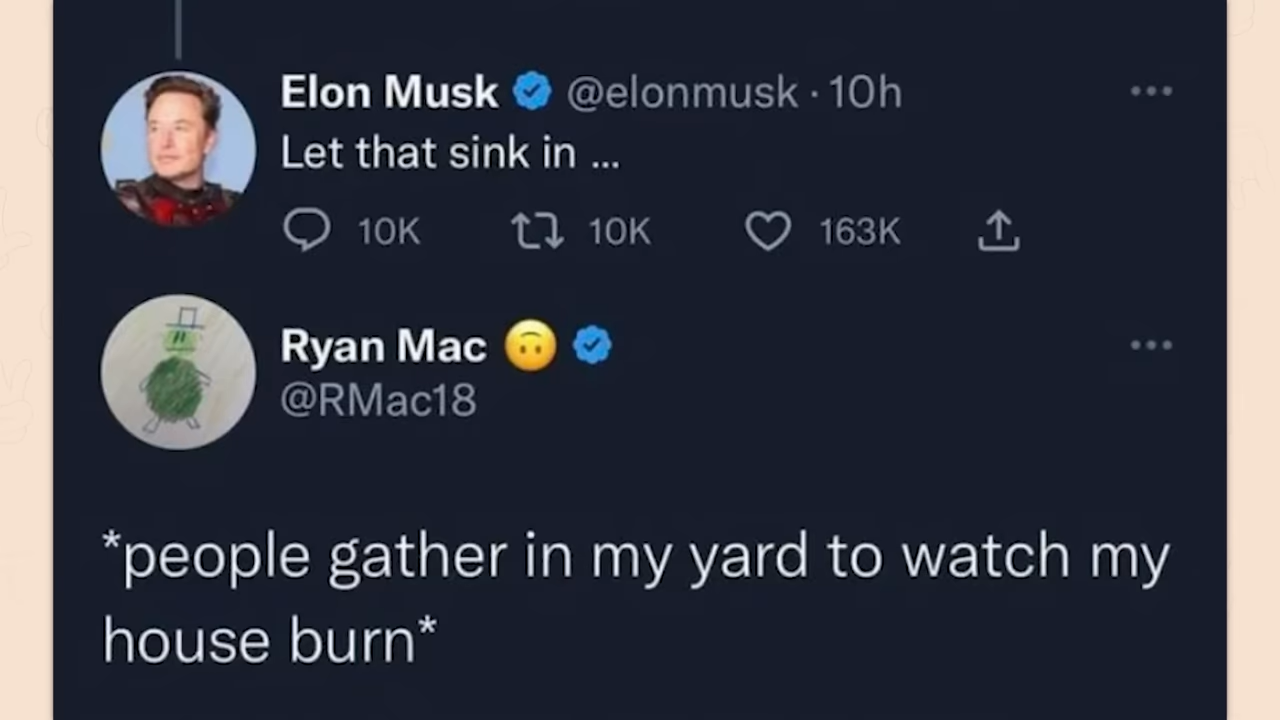 Elon Musk @elonmusk · 10h
Let that sink in ...
10K 10K 163K
Ryan Mac 🙃
@RMac18
*people gather in my yard to watch my
house burn*